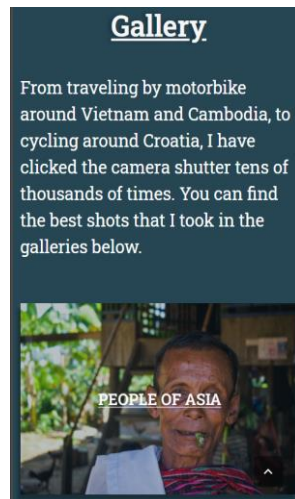 Gallery
From traveling by motorbike
around Vietnam and Cambodia, to
cycling around Croatia, I have
clicked the camera shutter tens of
thousands of times. You can find
the best shots that I took in the
galleries below.
PEOPLE OF ASIA